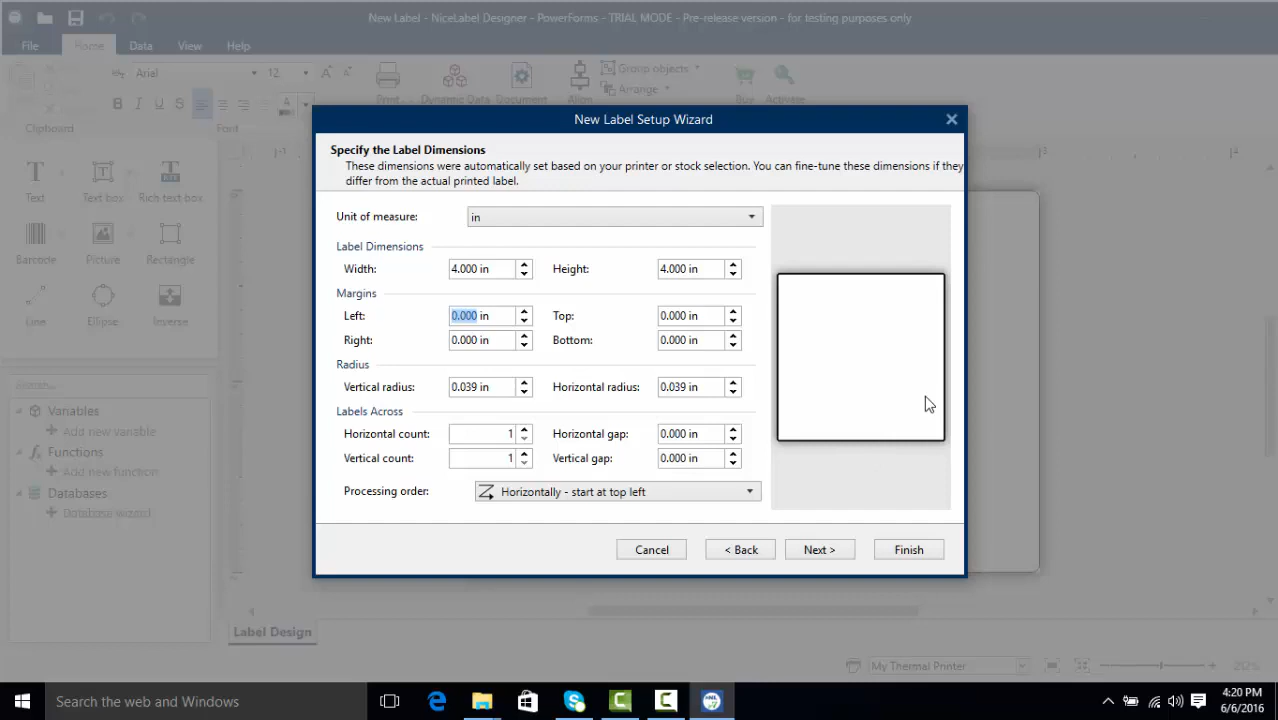 New Label - NiceLabel Designer - PowerForms - TRIAL MODE - Pre-release version - for testing purposes only
File Home Data View Help
Arial 12 Group objects
Arrange
B I U S A Print Dynamic Data Document Align Buy Activate
Clipboard Font
New Label Setup Wizard
Specify the Label Dimensions
These dimensions were automatically set based on your printer or stock selection. You can fine-tune these dimensions if they
differ from the actual printed label.
Text Text box Rich text box
Barcode Picture Rectangle
Line Ellipse Inverse
Unit of measure: in
Label Dimensions
Width: 4.000 in Height: 4.000 in
Margins
Left: 0.000 in Top: 0.000 in
Right: 0.000 in Bottom: 0.000 in
Radius
Vertical radius: 0.039 in Horizontal radius: 0.039 in
Labels Across
Horizontal count: 1 Horizontal gap: 0.000 in
Vertical count: 1 Vertical gap: 0.000 in
Processing order: Horizontally - start at top left
Cancel < Back Next > Finish
Search...
Variables
Add new variable
Functions
Add new function
Databases
Database wizard
Label Design
My Thermal Printer 212%
Search the web and Windows
4:20 PM
6/6/2016